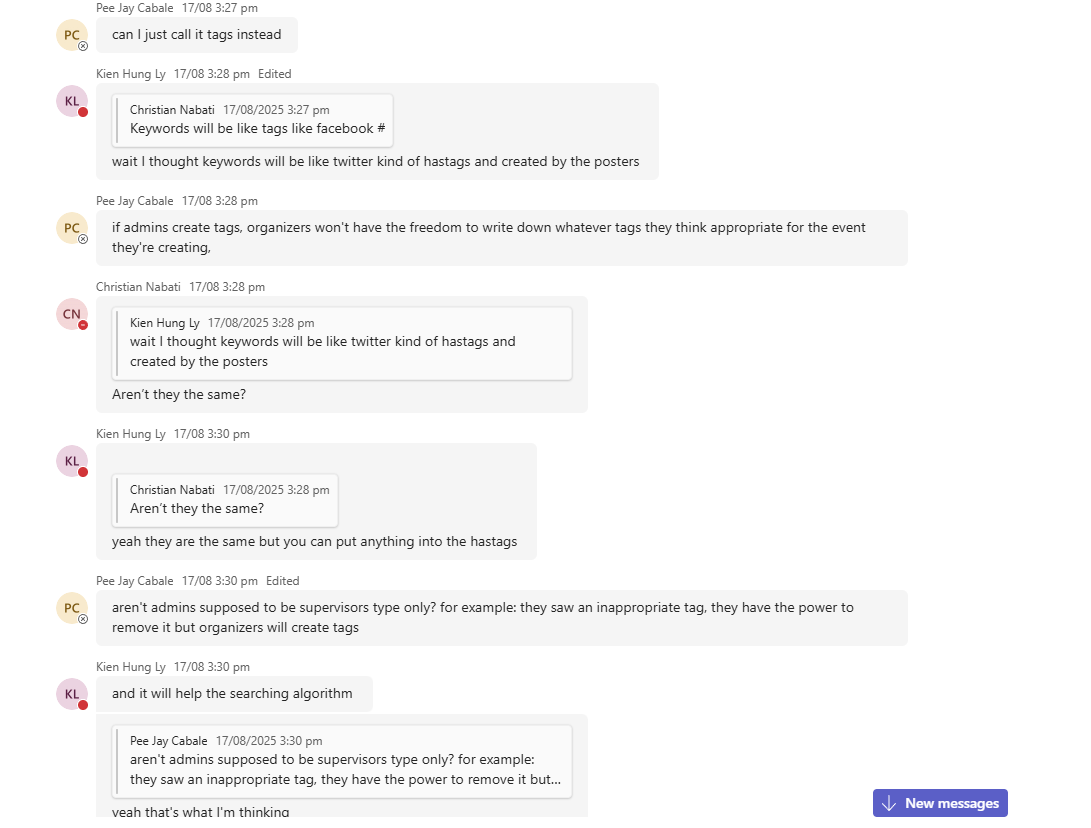 Pee Jay Cabale 17/08 3:27 pm
PC
can I just call it tags instead
Kien Hung Ly 17/08 3:28 pm Edited
KL
Christian Nabati 17/08/2025 3:27 pm
Keywords will be like tags like facebook #
wait I thought keywords will be like twitter kind of hastags and created by the posters
Pee Jay Cabale 17/08 3:28 pm
PC
if admins create tags, organizers won't have the freedom to write down whatever tags they think appropriate for the event
they're creating,
Christian Nabati 17/08 3:28 pm
CN
Kien Hung Ly 17/08/2025 3:28 pm
wait I thought keywords will be like twitter kind of hastags and
created by the posters
Aren't they the same?
Kien Hung Ly 17/08 3:30 pm
KL
Christian Nabati 17/08/2025 3:28 pm
Aren't they the same?
yeah they are the same but you can put anything into the hastags
Pee Jay Cabale 17/08 3:30 pm Edited
PC
aren't admins supposed to be supervisors type only? for example: they saw an inappropriate tag, they have the power to
remove it but organizers will create tags
Kien Hung Ly 17/08 3:30 pm
KL
and it will help the searching algorithm
Pee Jay Cabale 17/08/2025 3:30 pm
aren't admins supposed to be supervisors type only? for example:
they saw an inappropriate tag, they have the power to remove it but...
yeah that's what I'm thinking
New messages